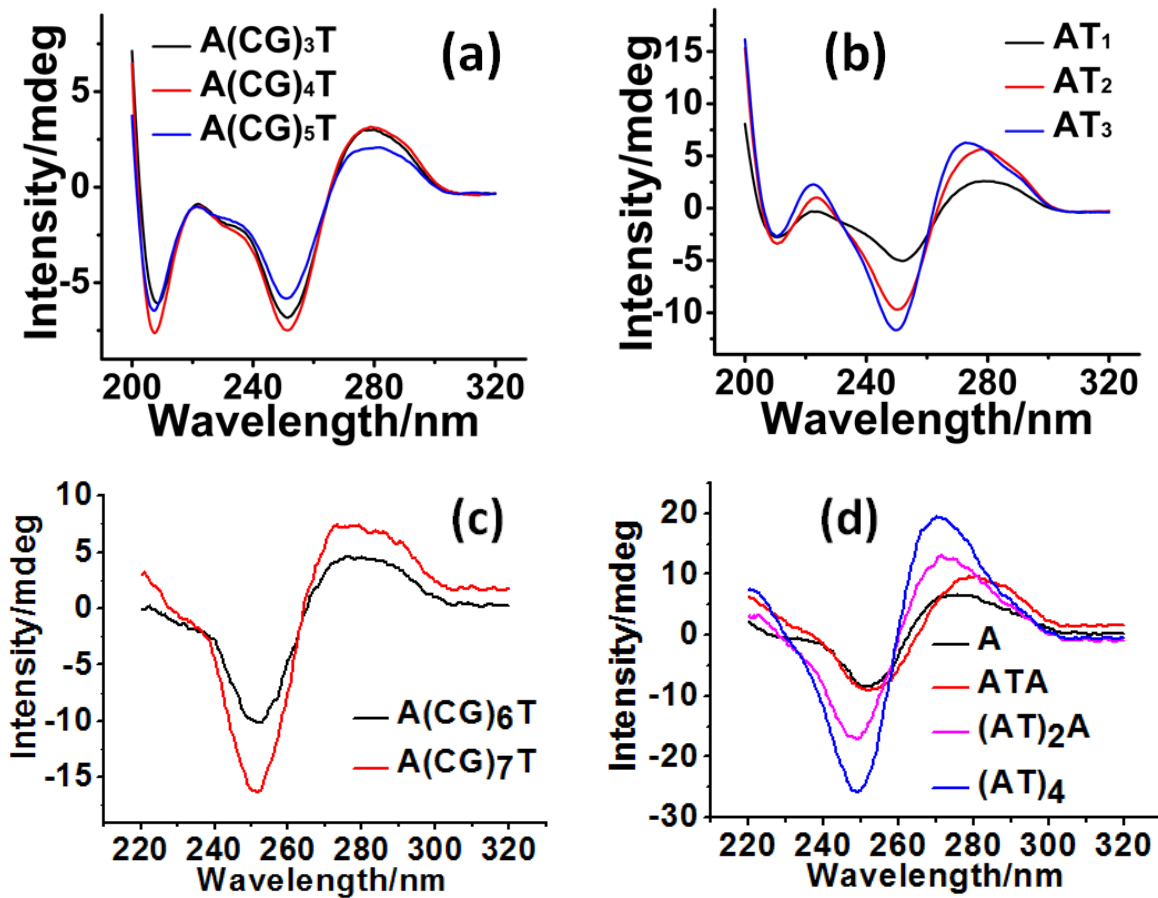 (a)
A(CG)3T
A(CG)4T
A(CG)5T
5
0
-5
Intensity/mdeg
200 240 280 320
Wavelength/nm
(b)
AT1
AT2
AT3
15
10
5
0
-5
-10
Intensity/mdeg
200 240 280 320
Wavelength/nm
(c)
10
5
0
-5
-10
-15
Intensity/mdeg
A(CG)6T
A(CG)7T
220 240 260 280 300 320
Wavelength/nm
(d)
20
10
0
-10
-20
-30
Intensity/mdeg
A
ATA
(AT)2A
(AT)4
220 240 260 280 300 320
Wavelength/nm